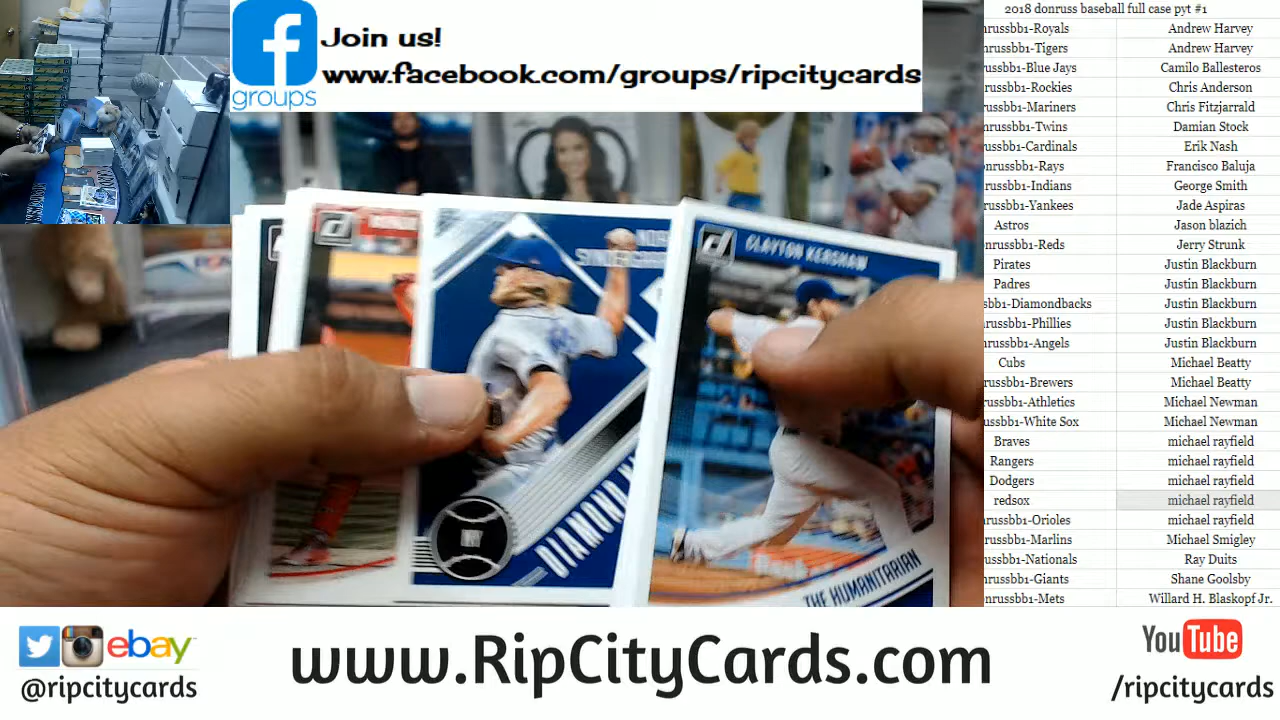 Join us!
www.facebook.com/groups/ripcitycards
groups
2018 donruss baseball full case pyt #1
nrussbb1-Royals Andrew Harvey
nrussbb1-Tigers Andrew Harvey
russbb1-Blue Jays Camilo Ballesteros
nrussbb1-Rockies Chris Anderson
russbb1-Mariners Chris Fitzjarrald
nrussbb1-Twins Damian Stock
russbb1-Cardinals Erik Nash
onrussbb1-Rays Francisco Baluja
nrussbb1-Indians George Smith
russbb1-Yankees Jade Aspiras
Astros Jason blazich
onrussbb1-Reds Jerry Strunk
Pirates Justin Blackburn
Padres Justin Blackburn
sbb1-Diamondbacks Justin Blackburn
russbb1-Phillies Justin Blackburn
nrussbb1-Angels Justin Blackburn
Cubs Michael Beatty
russbb1-Brewers Michael Beatty
russbb1-Athletics Michael Newman
russbb1-White Sox Michael Newman
Braves michael rayfield
Rangers michael rayfield
Dodgers michael rayfield
redsox michael rayfield
nrussbb1-Orioles michael rayfield
russbb1-Marlins Michael Smigley
russbb1-Nationals Ray Duits
nrussbb1-Giants Shane Goolsby
onrussbb1-Mets Willard H. Blaskopf Jr.
CLAYTON KERSHAW
THE HUMANITARIAN
DIAMOND
ebay
@ripcitycards
www.RipCityCards.com
YouTube
/ripcitycards